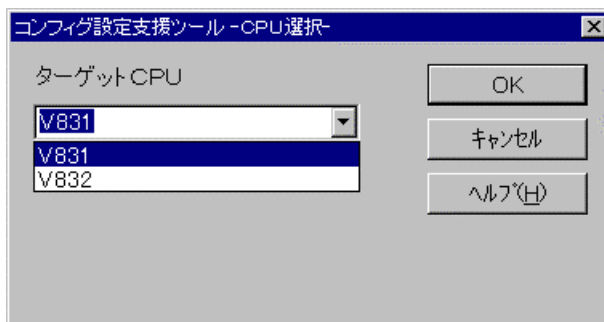 コンフィグ設定支援ツール -CPU選択-
ターゲットCPU
V831
V831
V832
OK
キャンセル
ヘルプ(H)